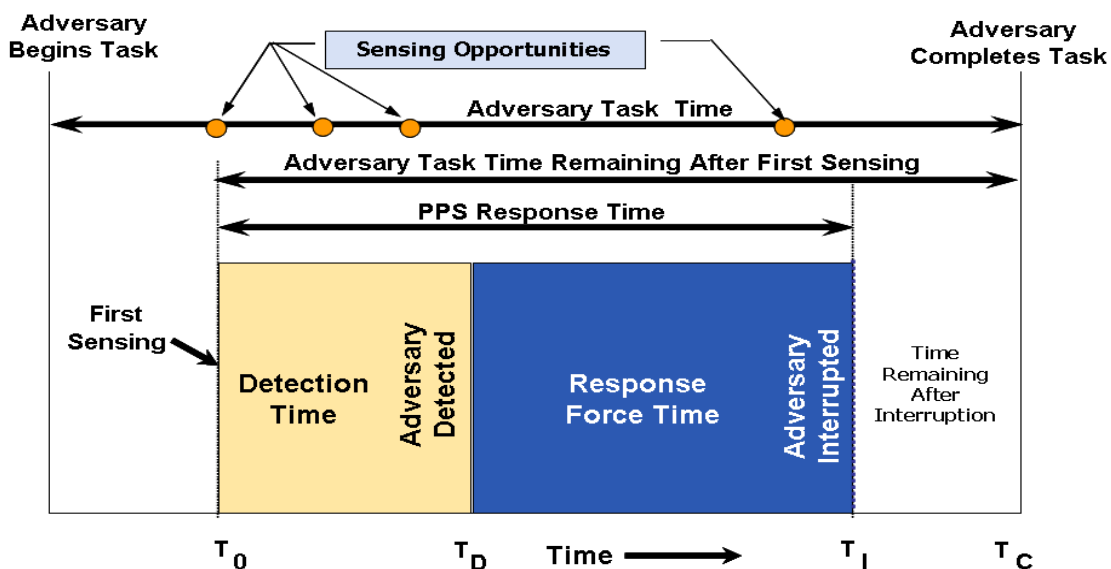 Adversary
Begins Task
Sensing Opportunities
Adversary
Completes Task
Adversary Task Time
Adversary Task Time Remaining After First Sensing
PPS Response Time
First
Sensing
Detection
Time
Adversary
Detected
Response
Force Time
Adversary
Interrupted
Time
Remaining
After
Interruption
T0
TD
Time
TI
TC